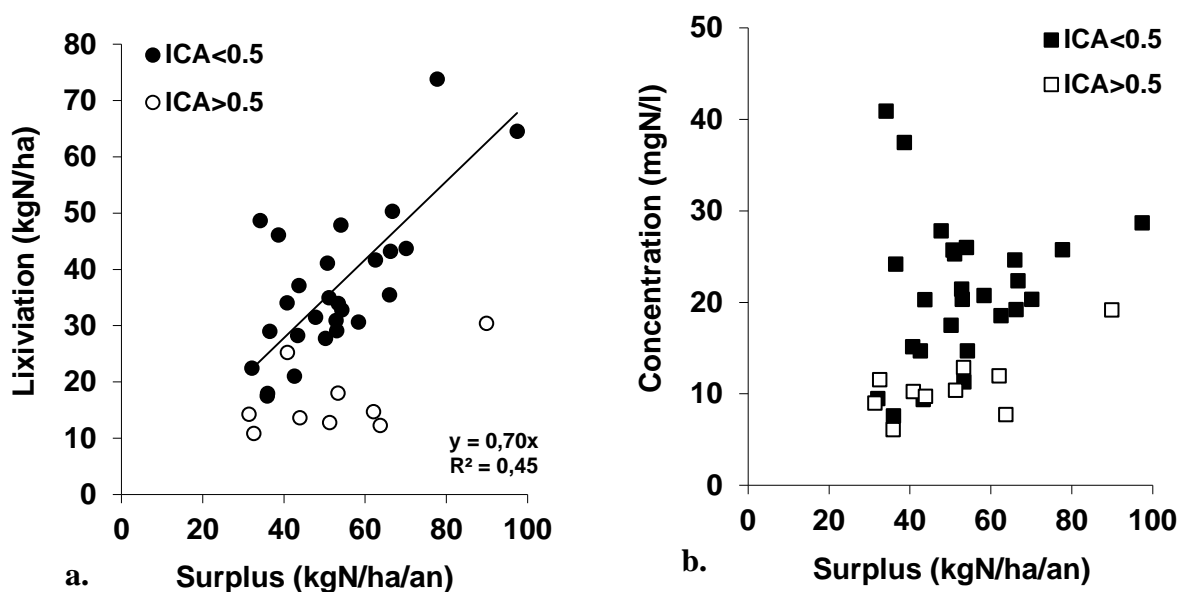 80
70
60
50
40
30
20
10
0
Lixiviation (kgN/ha)
ICA<0.5
ICA>0.5
y = 0,70x
R² = 0,45
0 20 40 60 80 100
a. Surplus (kgN/ha/an)
50
40
30
20
10
0
Concentration (mgN/l)
ICA<0.5
ICA>0.5
0 20 40 60 80 100
b. Surplus (kgN/ha/an)